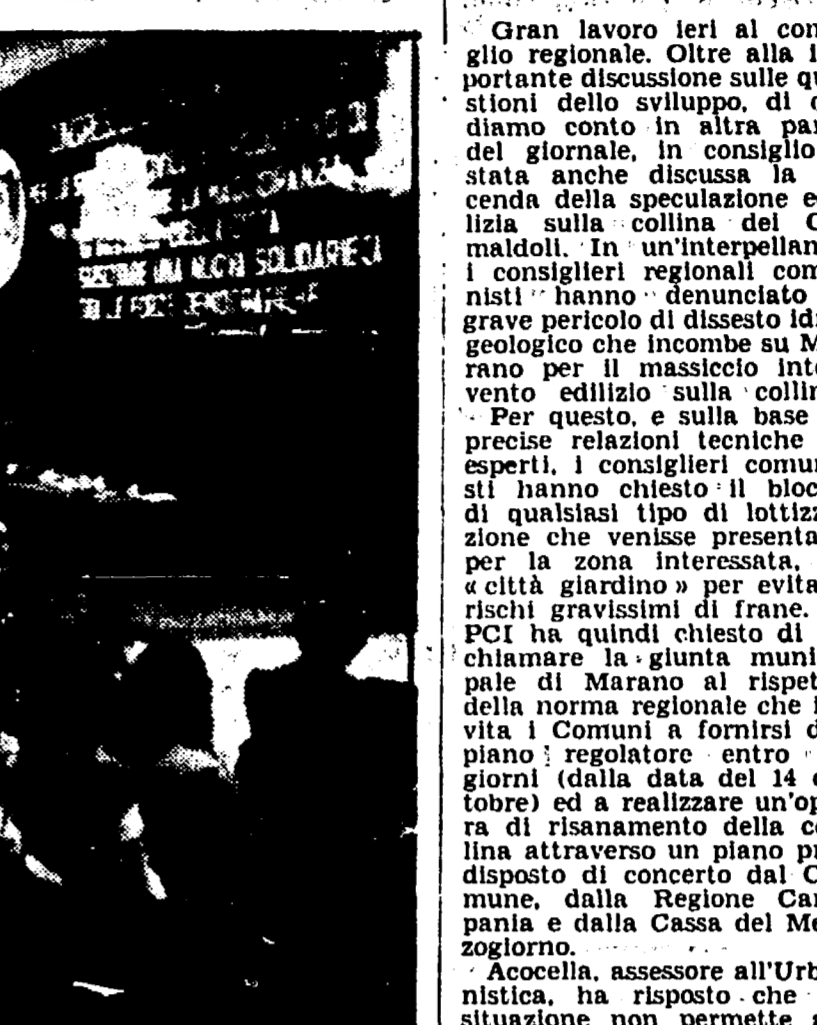 SOLIDARIETÀ
Gran lavoro ieri al con
glio regionale. Oltre alla i
portante discussione sulle qu
stioni dello sviluppo, di
diamo conto in altra par
del giornale, in consiglio
stata anche discussa la
cenda della speculazione e
lizia sulla collina dei C
maldoli. In un'interpellan
i consiglieri regionali com
nisti hanno denunciato
grave pericolo di dissesto id
geologico che incombe su M
rano per il massiccio inte
vento edilizio sulla collin
Per questo, e sulla base
precise relazioni tecniche
esperti, i consiglieri comun
sti hanno chiesto il bloc
di qualsiasi tipo di lottizz
zione che venisse presenta
per la zona interessata,
« città giardino » per evita
rischi gravissimi di frane.
PCI ha quindi chiesto di
chiamare la giunta muni
pale di Marano al rispet
della norma regionale che i
vita i Comuni a fornirsi d
piano regolatore entro
giorni (dalla data del 14 o
tobre) ed a realizzare un'op
ra di risanamento della co
lina attraverso un piano pr
disposto di concerto dal C
mune, dalla Regione Cam
pania e dalla Cassa del Me
zogiorno.
Acocella, assessore all'Urb
nistica, ha risposto che
situazione non permette